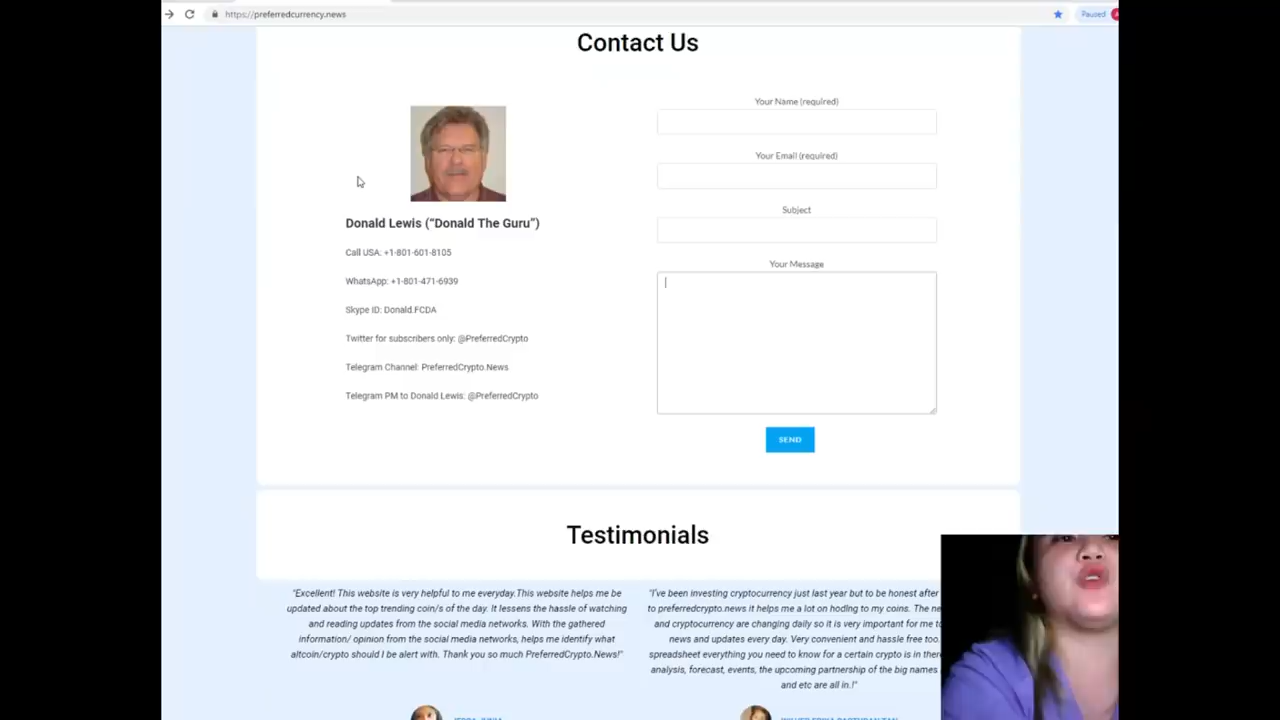 https://preferredcurrency.news
Paused
Contact Us
Your Name (required)
Your Email (required)
Donald Lewis (“Donald The Guru”)
Subject
Call USA: +1-801-601-8105
Your Message
WhatsApp: +1-801-471-6939
Skype ID: Donald.FCDA
Twitter for subscribers only: @PreferredCrypto
Telegram Channel: PreferredCrypto.News
Telegram PM to Donald Lewis: @PreferredCrypto
SEND
Testimonials
"Excellent! This website is very helpful to me everyday.This website helps me be
updated about the top trending coin/s of the day. It lessens the hassle of watching
and reading updates from the social media networks. With the gathered
information/ opinion from the social media networks, helps me identify what
altcoin/crypto should I be alert with. Thank you so much PreferredCrypto.News!"
"I've been investing cryptocurrency just last year but to be honest after
to preferredcrypto.news it helps me a lot on hodlng to my coins. The ne
and cryptocurrency are changing daily so it is very important for me to
news and updates every day. Very convenient and hassle free too.
spreadsheet everything you need to know for a certain crypto is in there
analysis, forecast, events, the upcoming partnership of the big names
and etc are all in.!"